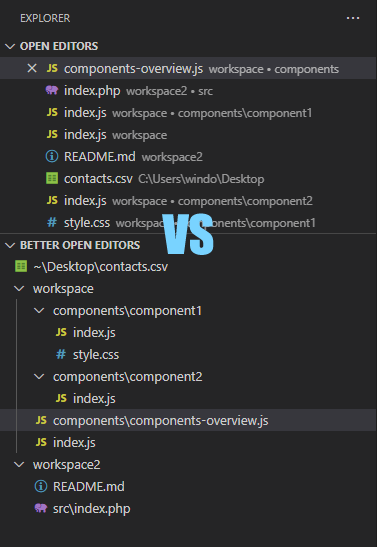 EXPLORER
OPEN EDITORS
JS components-overview.js workspace • components
index.php workspace2 • src
JS index.js workspace • components\component1
JS index.js workspace
README.md workspace2
contacts.csv C:\Users\windo\Desktop
JS index.js workspace • components\component2
# style.css workspace • components\component1
VS
BETTER OPEN EDITORS
~\Desktop\contacts.csv
workspace
components\component1
JS index.js
# style.css
components\component2
JS index.js
JS components\components-overview.js
JS index.js
workspace2
README.md
src\index.php